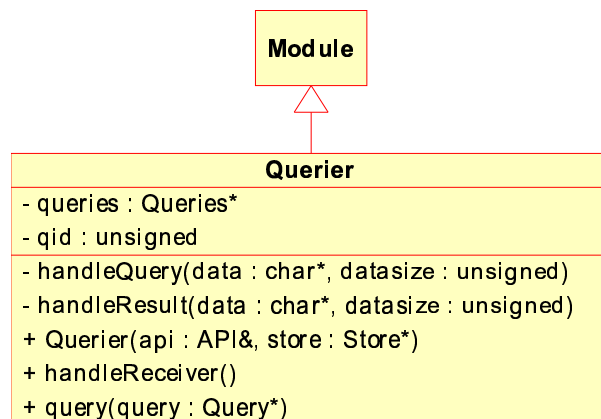 Module
Querier
- queries : Queries*
- qid : unsigned
- handleQuery(data : char*, datasize : unsigned)
- handleResult(data : char*, datasize : unsigned)
+ Querier(api : API&, store : Store*)
+ handleReceiver()
+ query(query : Query*)